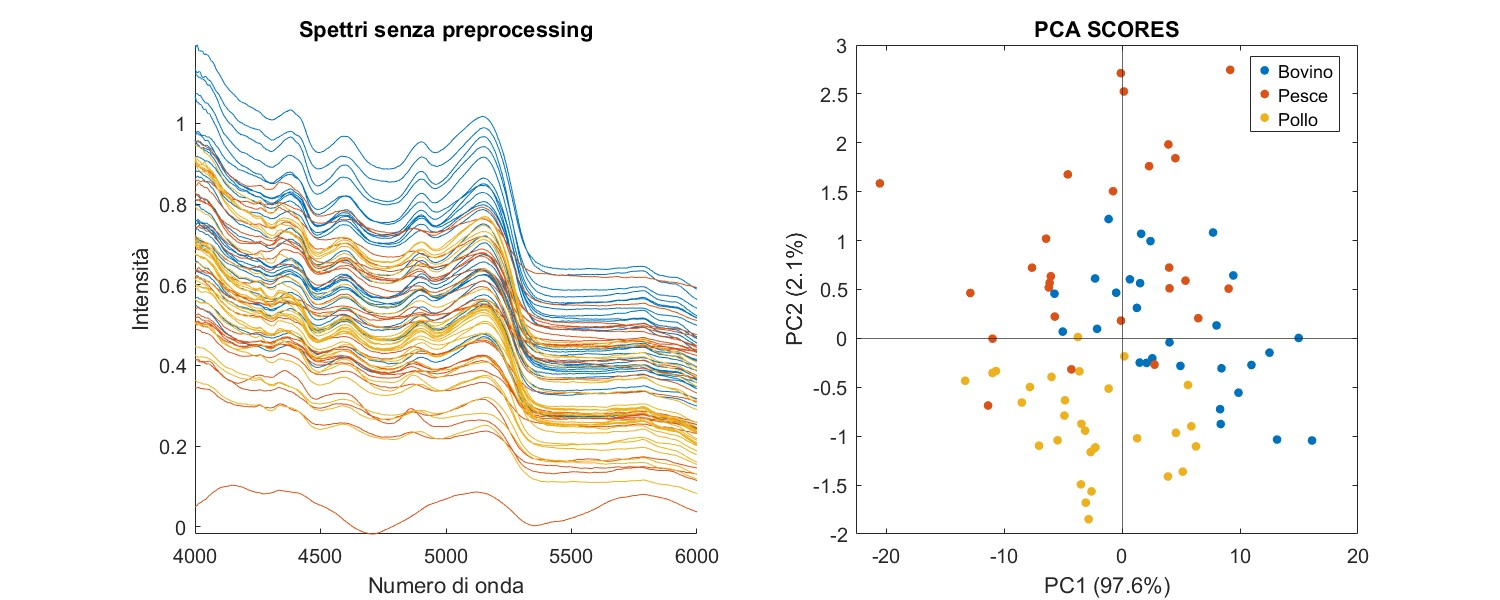 Spettri senza preprocessing
1
0.8
0.6
0.4
0.2
0
Intensità
4000 4500 5000 5500 6000
Numero di onda
PCA SCORES
3
2.5
2
1.5
1
0.5
0
-0.5
-1
-1.5
-2
PC2 (2.1%)
Bovino
Pesce
Pollo
-20 -10 0 10 20
PC1 (97.6%)